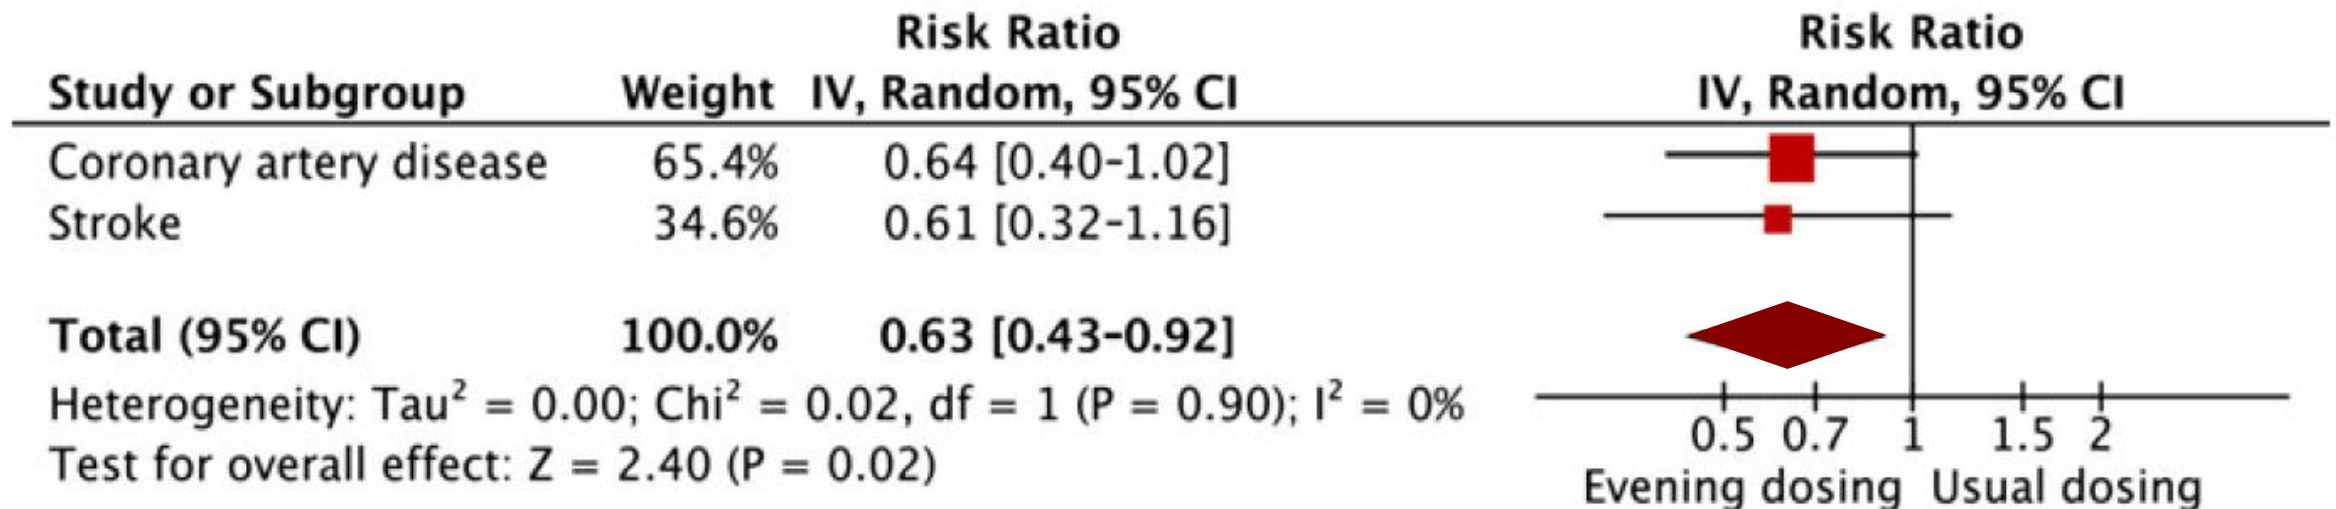 Risk Ratio Risk Ratio
Study or Subgroup Weight IV, Random, 95% CI IV, Random, 95% CI
Coronary artery disease 65.4% 0.64 [0.40-1.02]
Stroke 34.6% 0.61 [0.32-1.16]
Total (95% CI) 100.0% 0.63 [0.43-0.92]
Heterogeneity: Tau² = 0.00; Chi² = 0.02, df = 1 (P = 0.90); I² = 0%
0.5 0.7 1 1.5 2
Test for overall effect: Z = 2.40 (P = 0.02)
Evening dosing Usual dosing